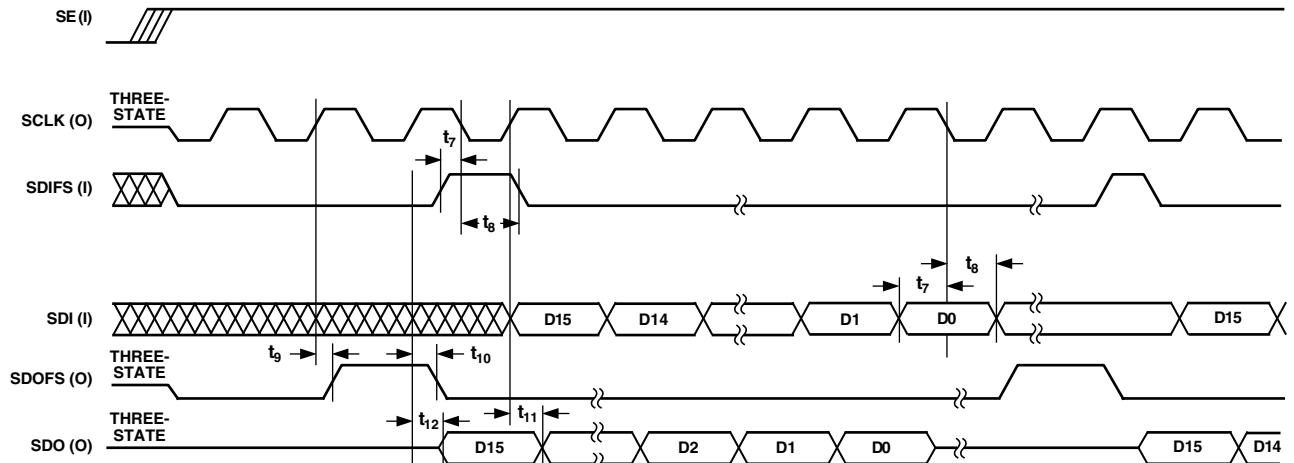 SE (I)
THREE-
STATE
SCLK (O)
t7
SDIFS (I)
t8
t8
t7
SDI (I)
D15
D14
D1
D0
D15
t9
THREE-
STATE
t10
SDOFS (O)
THREE-
STATE
t12
t11
SDO (O)
D15
D2
D1
D0
D15
D14